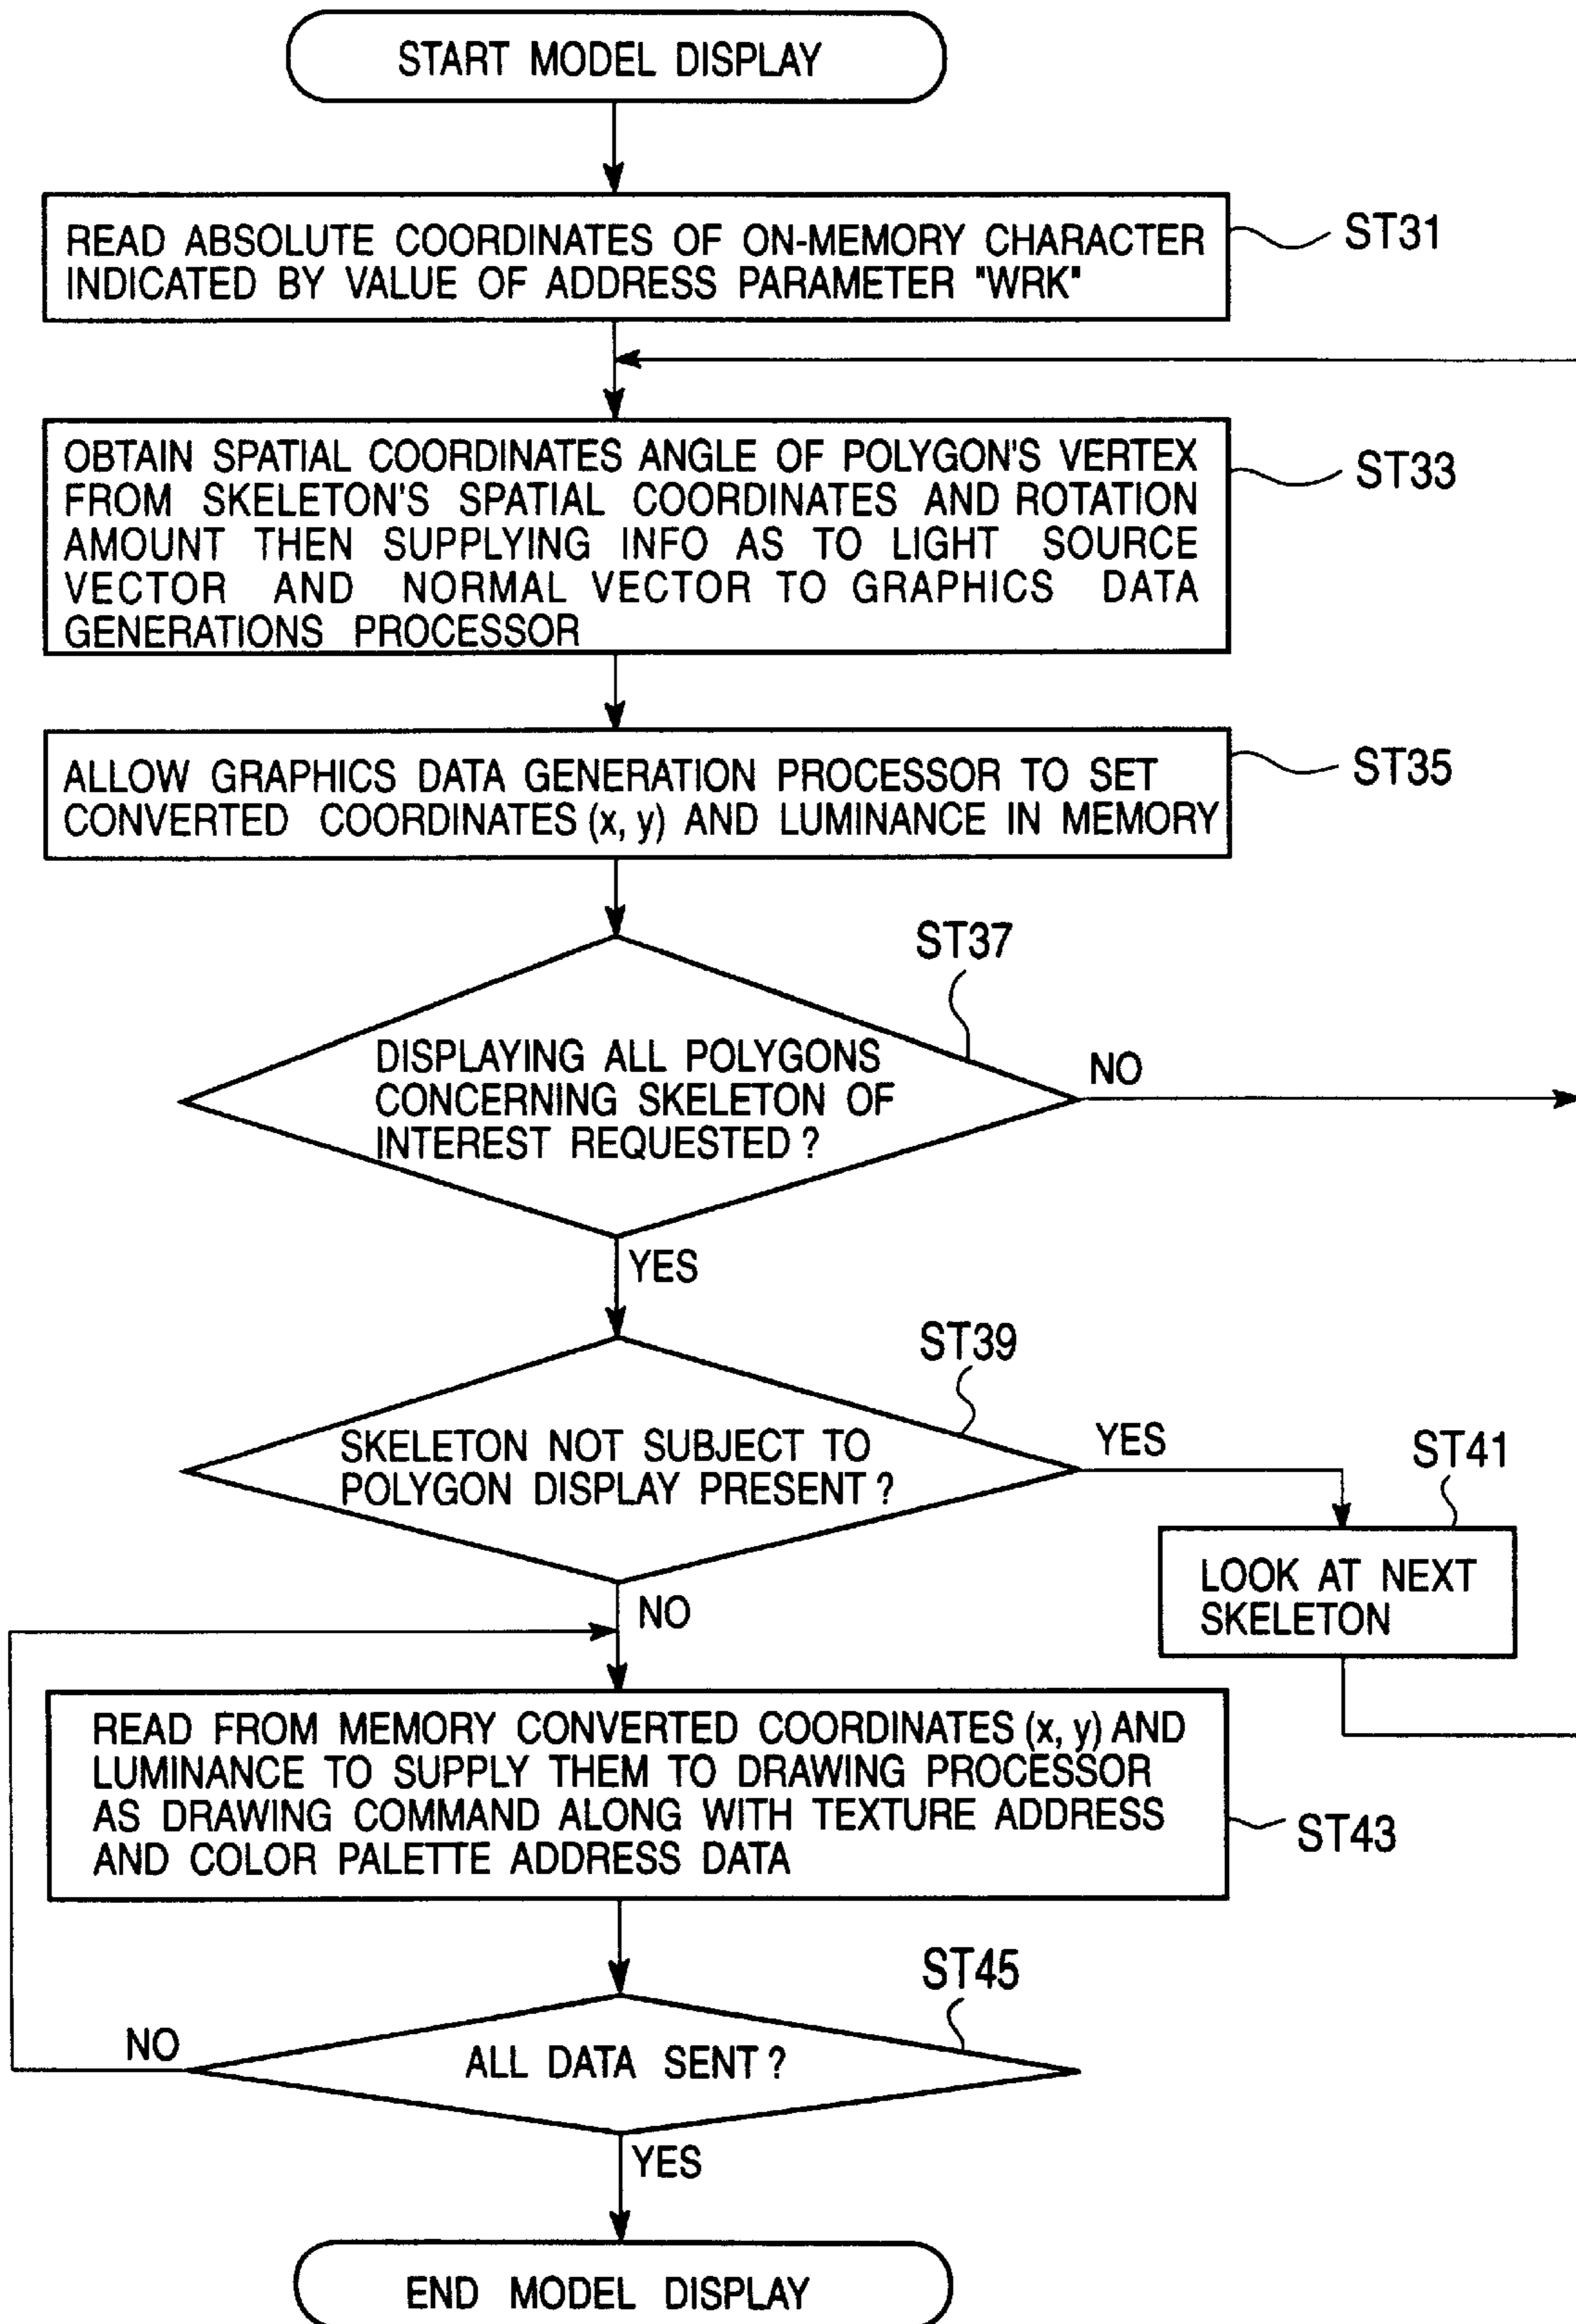 START MODEL DISPLAY
READ ABSOLUTE COORDINATES OF ON-MEMORY CHARACTER
INDICATED BY VALUE OF ADDRESS PARAMETER "WRK"
ST31
OBTAIN SPATIAL COORDINATES ANGLE OF POLYGON'S VERTEX
FROM SKELETON'S SPATIAL COORDINATES AND ROTATION
AMOUNT THEN SUPPLYING INFO AS TO LIGHT SOURCE
VECTOR AND NORMAL VECTOR TO GRAPHICS DATA
GENERATIONS PROCESSOR
ST33
ALLOW GRAPHICS DATA GENERATION PROCESSOR TO SET
CONVERTED COORDINATES (x, y) AND LUMINANCE IN MEMORY
ST35
ST37
DISPLAYING ALL POLYGONS
CONCERNING SKELETON OF
INTEREST REQUESTED ?
NO
YES
ST39
SKELETON NOT SUBJECT TO
POLYGON DISPLAY PRESENT ?
YES
ST41
LOOK AT NEXT
SKELETON
NO
READ FROM MEMORY CONVERTED COORDINATES (x, y) AND
LUMINANCE TO SUPPLY THEM TO DRAWING PROCESSOR
AS DRAWING COMMAND ALONG WITH TEXTURE ADDRESS
AND COLOR PALETTE ADDRESS DATA
ST43
ST45
NO
ALL DATA SENT ?
YES
END MODEL DISPLAY